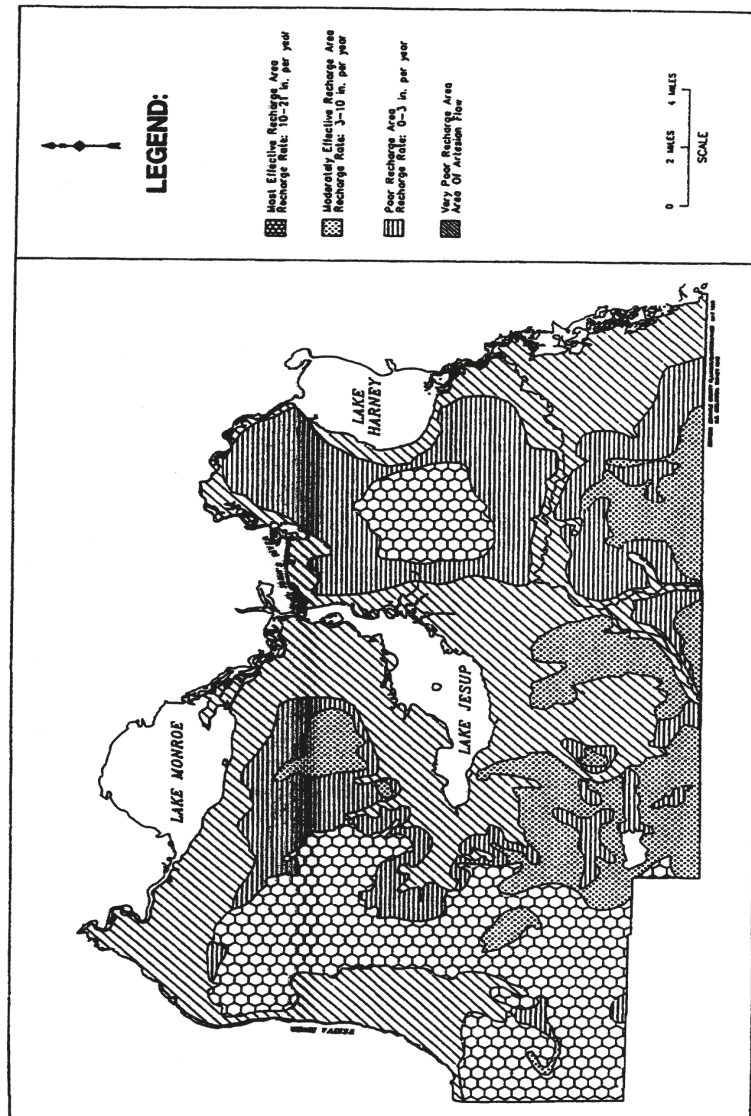 LEGEND:
Most Effective Recharge Area
Recharge Rate: 10-21 in. per year
Moderately Effective Recharge Area
Recharge Rate: 3-10 in. per year
Poor Recharge Area
Recharge Rate: 0-3 in. per year
Very Poor Recharge Area
Area Of Artesian Flow
0 2 MILES 4 MILES
SCALE
LAKE MONROE
LAKE
HARNEY
LAKE JESUP